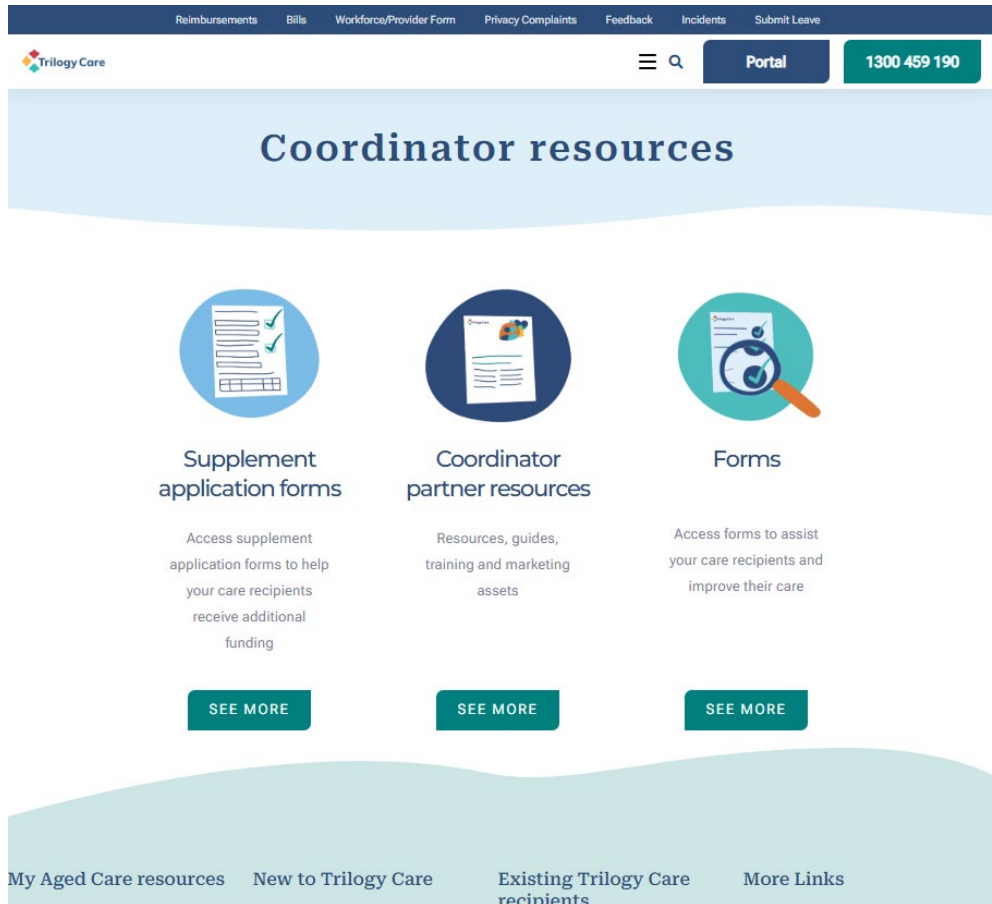 Reimbursements Bills Workforce/Provider Form Privacy Complaints Feedback Incidents Submit Leave
Trilogy Care
Portal
1300 459 190
Coordinator resources
Supplement
application forms
Access supplement
application forms to help
your care recipients
receive additional
funding
SEE MORE
Coordinator
partner resources
Resources, guides,
training and marketing
assets
SEE MORE
Forms
Access forms to assist
your care recipients and
improve their care
SEE MORE
My Aged Care resources
New to Trilogy Care
Existing Trilogy Care
recipients
More Links